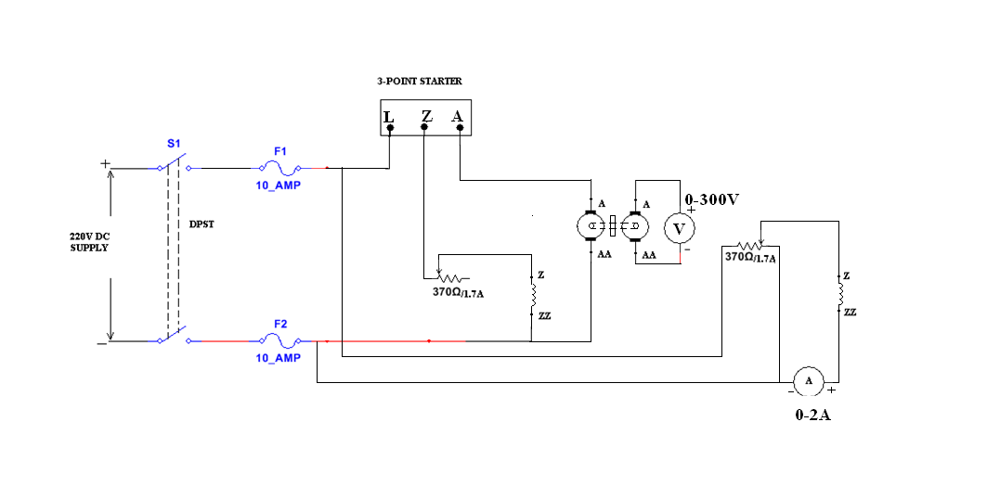 3-POINT STARTER
L Z A
S1
F1
+
10_AMP
A A
0-300V
+
DPST
V
220V DC
SUPPLY
-
AA AA
370Ω/1.7A
Z
370Ω/1.7A
Z
ZZ
ZZ
F2
-
10_AMP
A
- +
0-2A